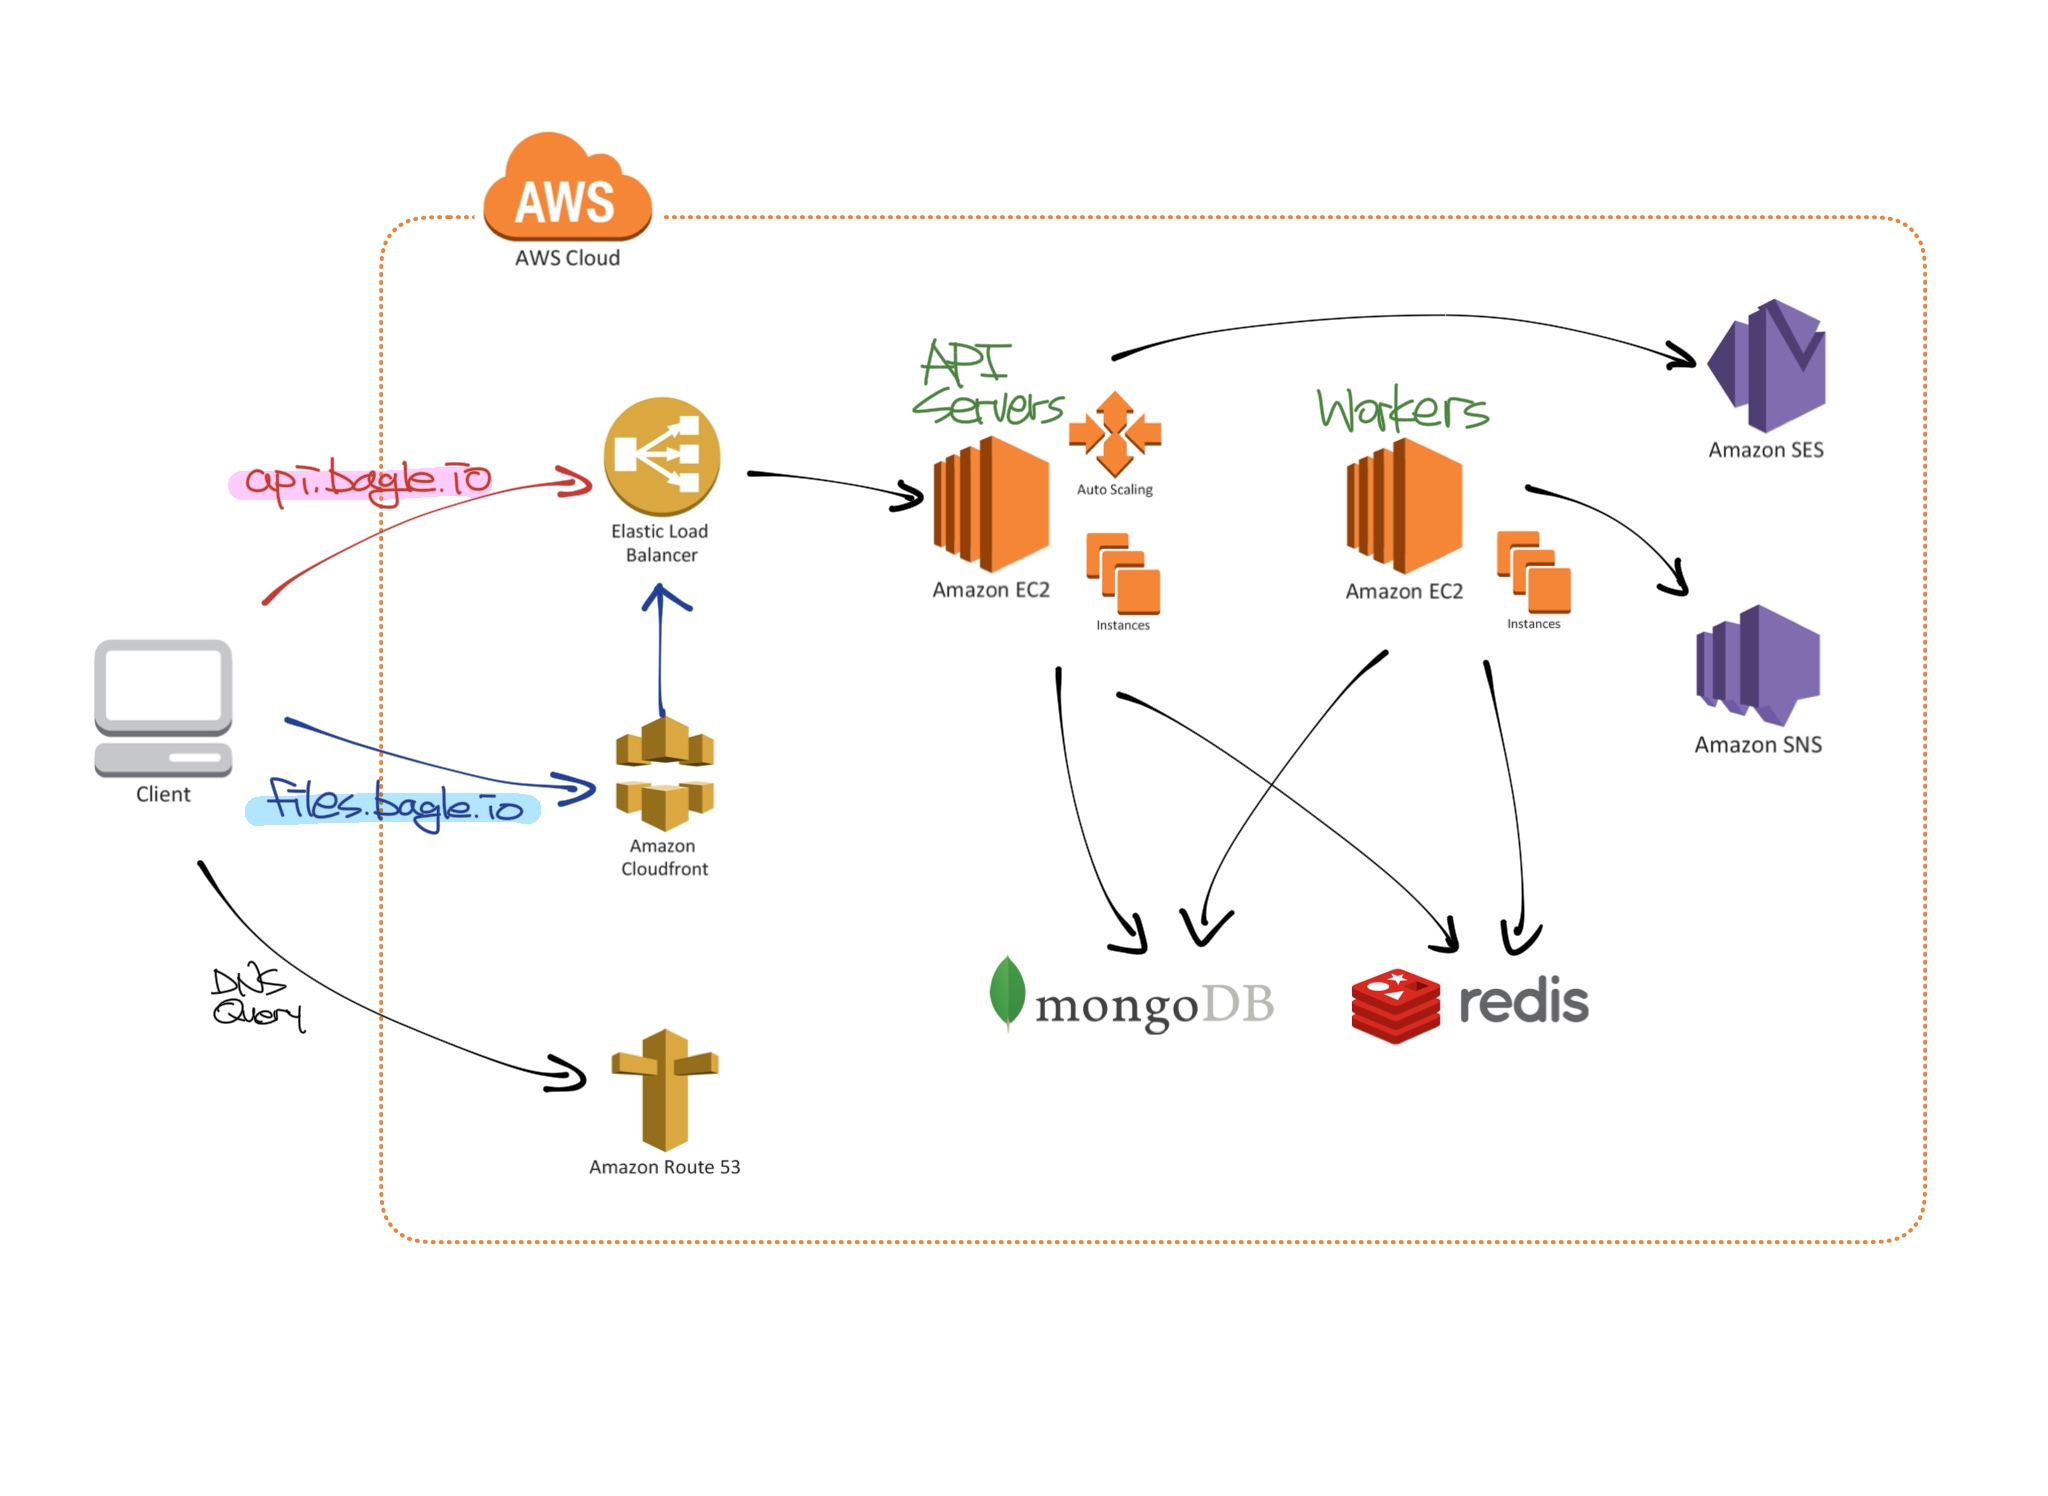 AWS
AWS Cloud
API
Servers
Auto Scaling
Amazon EC2
Instances
Workers
Amazon EC2
Instances
Amazon SES
Amazon SNS
api.bagle.io
Elastic Load
Balancer
Client
files.bagle.io
Amazon
Cloudfront
DNS
Query
Amazon Route 53
mongoDB
redis